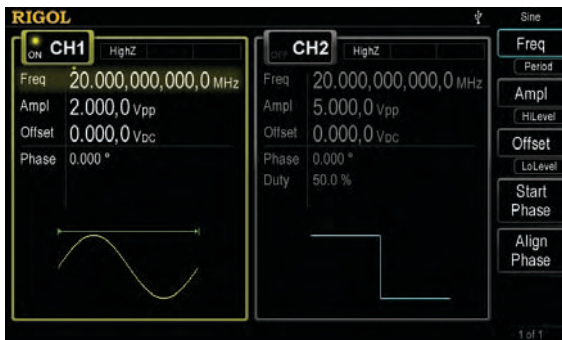 RIGOL
Sine
ON CH1 HighZ
OFF CH2 HighZ
Freq 20.000,000,000,0 MHz
Ampl 2.000,0 Vpp
Offset 0.000,0 VDC
Phase 0.000 °
Freq 20.000,000,000,0 MHz
Ampl 5.000,0 Vpp
Offset 0.000,0 VDC
Phase 0.000 °
Duty 50.0 %
Freq
Period
Ampl
HiLevel
Offset
LoLevel
Start
Phase
Align
Phase
1 of 1